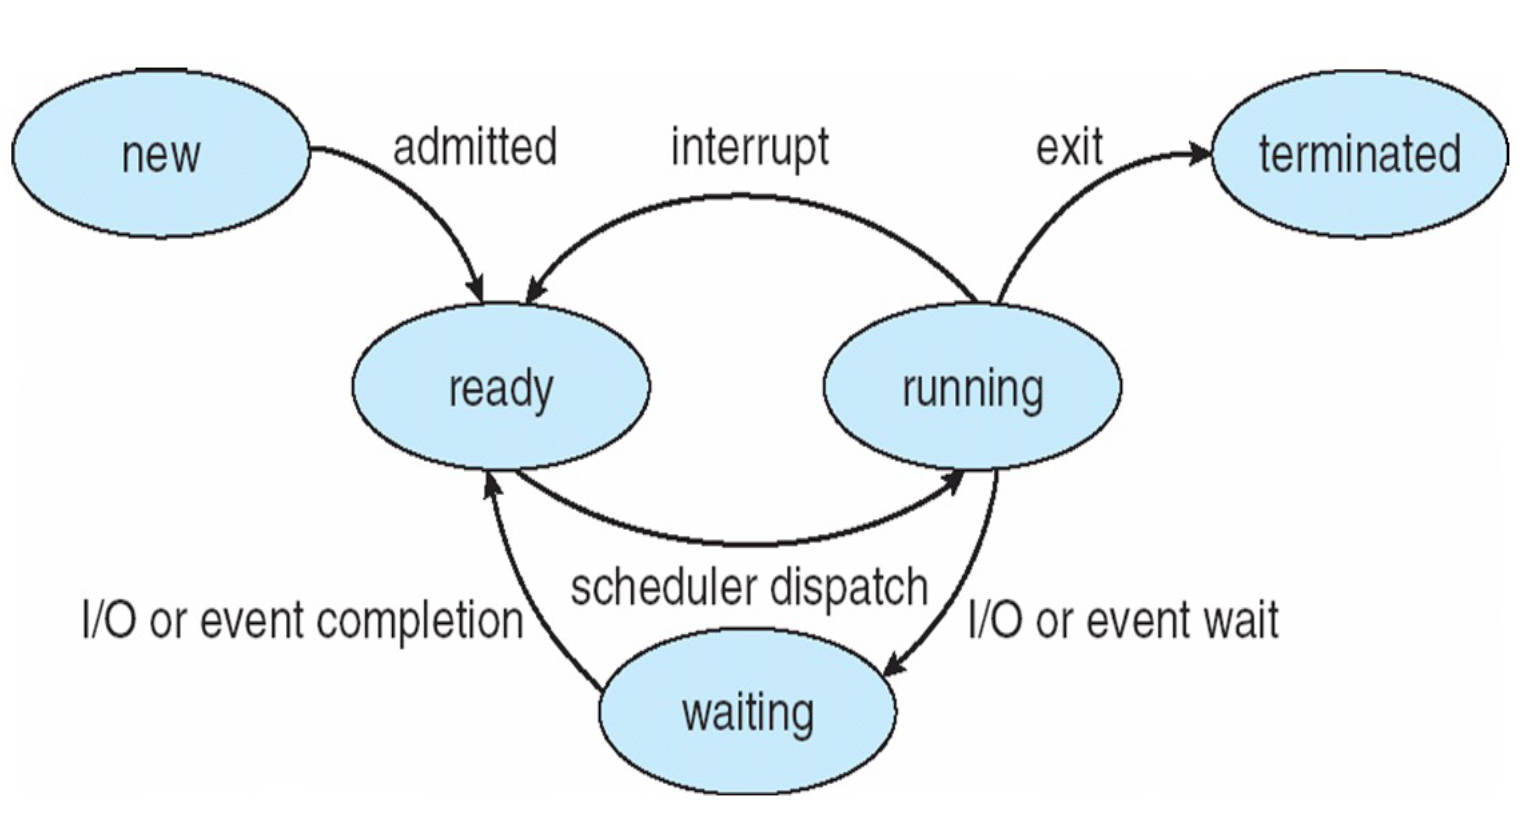 new
admitted
interrupt
exit
terminated
ready
running
scheduler dispatch
I/O or event completion
I/O or event wait
waiting